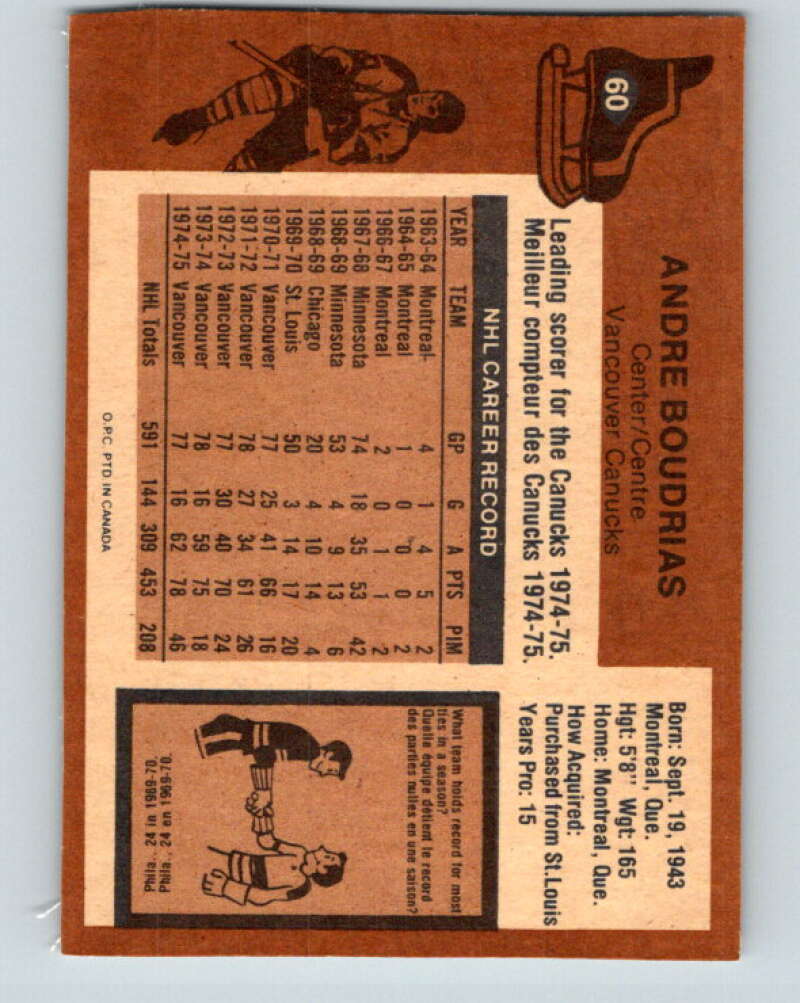 60
ANDRE BOUDRIAS
Center/Centre
Vancouver Canucks
Leading scorer for the Canucks 1974-75.
Meilleur compteur des Canucks 1974-75.
Born: Sept. 19, 1943
Montreal, Que.
Hgt: 5'8" Wgt: 165
Home: Montreal, Que.
How Acquired:
Purchased from St.Louis
Years Pro: 15
NHL CAREER RECORD
YEAR TEAM GP G A PTS PIM
1963-64 Montreal- 4 1 4 5 2
1964-65 Montreal 1 0 0 0 2
1966-67 Montreal 2 0 1 1 2
1967-68 Minnesota 74 18 35 53 42
1968-69 Minnesota 53 4 9 13 6
1968-69 Chicago 20 4 10 14 4
1969-70 St. Louis 50 3 14 17 20
1970-71 Vancouver 77 25 41 66 16
1971-72 Vancouver 78 27 34 61 26
1972-73 Vancouver 77 30 40 70 24
1973-74 Vancouver 78 16 59 75 18
1974-75 Vancouver 77 16 62 78 46
NHL Totals 591 144 309 453 208
What team holds record for most
ties in a season?
Quelle équipe détient le record
des parties nulles en une saison?
Phila., 24 in 1969-70.
Phila., 24 en 1969-70.
O.P.C. PTD IN CANADA